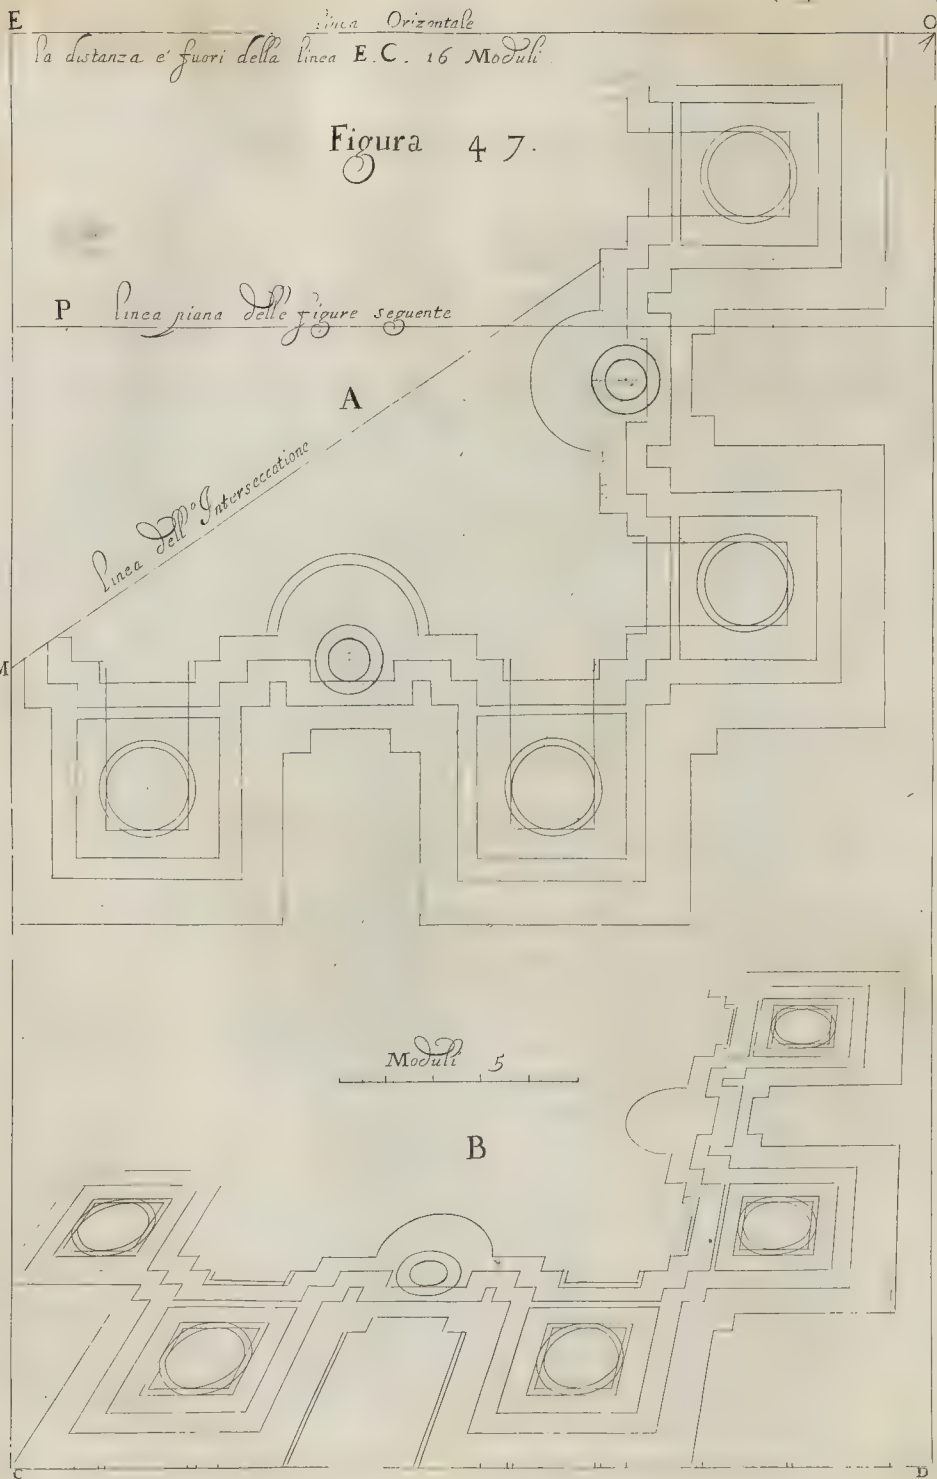 E linea Orizontale O
la distanza e' fuori della linea E.C. 16 Moduli
Figura 47.
P linea piana delle figure seguente
A
Linea dell'o Interseccatione
M
Moduli 5
B
C D